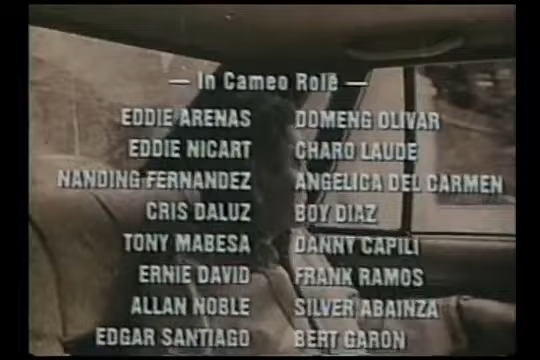 — In Cameo Role —
EDDIE ARENAS DOMENG OLIVAR
EDDIE NICART CHARO LAUDE
NANDING FERNANDEZ ANGELICA DEL CARMEN
CRIS DALUZ BOY DIAZ
TONY MABESA DANNY CAPILI
ERNIE DAVID FRANK RAMOS
ALLAN NOBLE SILVER ABAINZA
EDGAR SANTIAGO BERT GARON